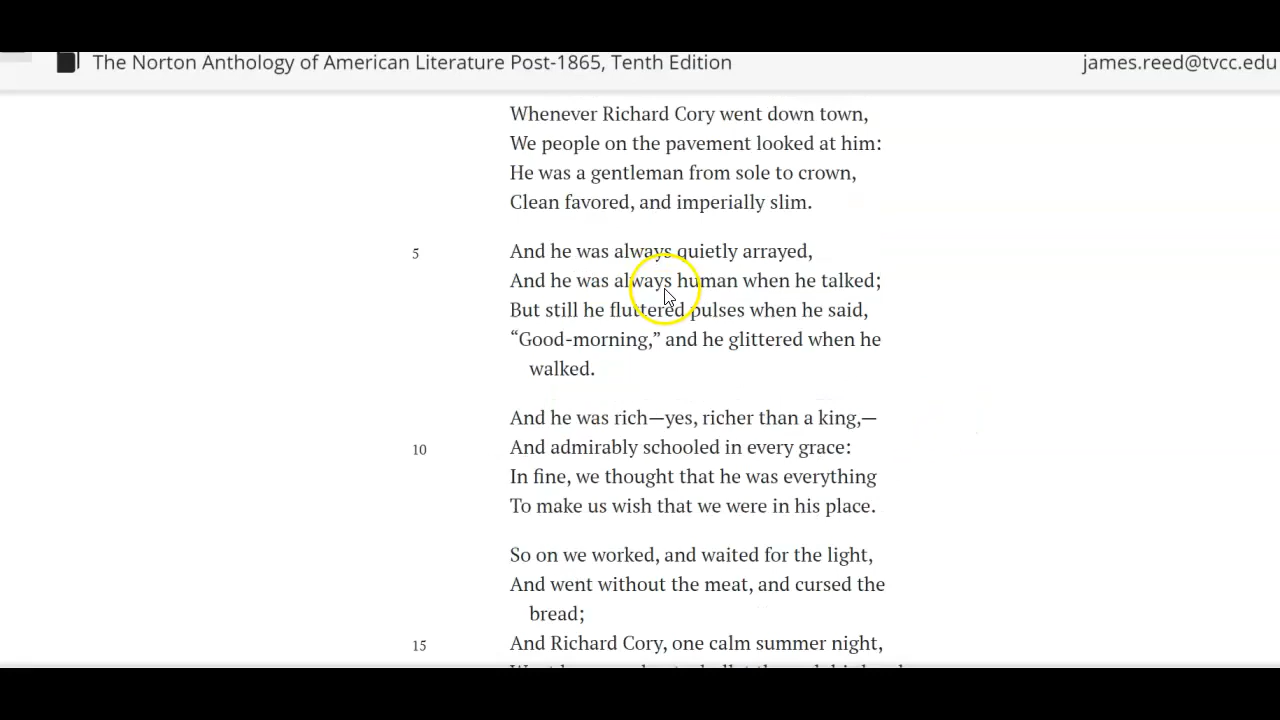 The Norton Anthology of American Literature Post-1865, Tenth Edition
james.reed@tvcc.edu
Whenever Richard Cory went down town,
We people on the pavement looked at him:
He was a gentleman from sole to crown,
Clean favored, and imperially slim.
5 And he was always quietly arrayed,
And he was always human when he talked;
But still he fluttered pulses when he said,
“Good-morning,” and he glittered when he
walked.
And he was rich—yes, richer than a king,—
10 And admirably schooled in every grace:
In fine, we thought that he was everything
To make us wish that we were in his place.
So on we worked, and waited for the light,
And went without the meat, and cursed the
bread;
15 And Richard Cory, one calm summer night,